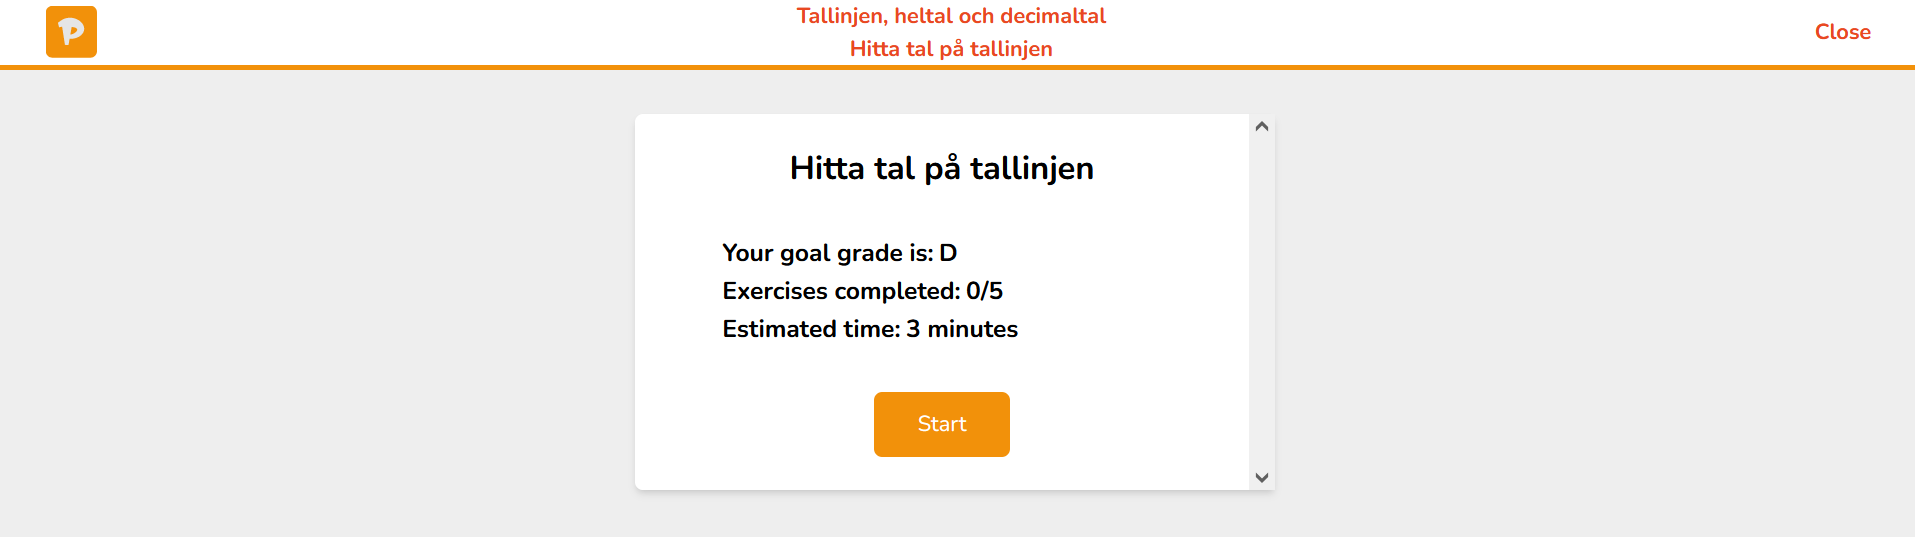 P
Tallinjen, heltal och decimaltal
Hitta tal på tallinjen
Close
Hitta tal på tallinjen
Your goal grade is: D
Exercises completed: 0/5
Estimated time: 3 minutes
Start